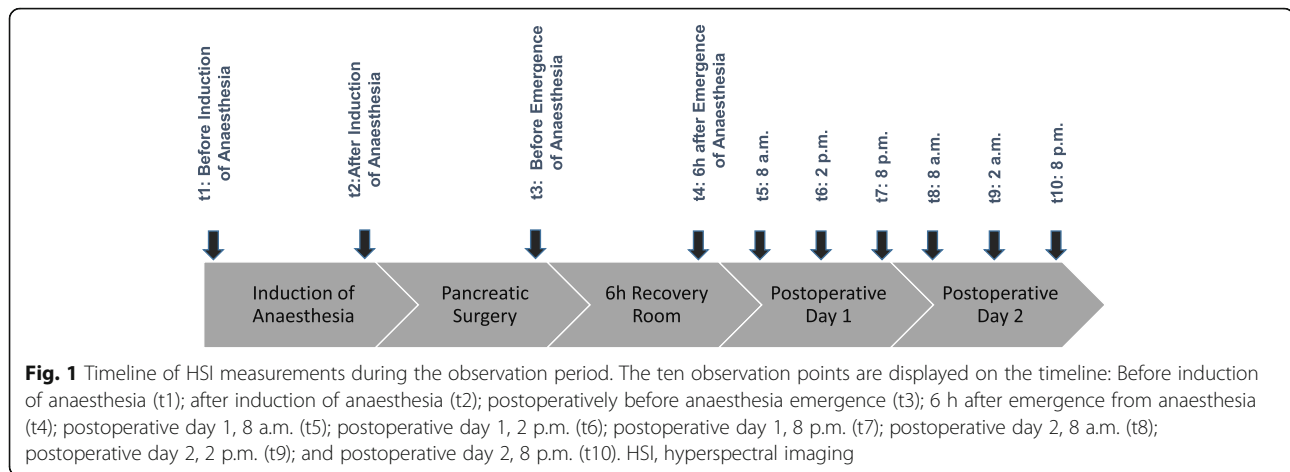 t1: Before Induction
of Anaesthesia
t2:After Induction
of Anaesthesia
t3: Before Emergence
of Anaesthesia
t4: 6h after Emergence
of Anaesthesia
t5: 8 a.m.
t6: 2 p.m.
t7: 8 p.m.
t8: 8 a.m.
t9: 2 a.m.
t10: 8 p.m.
Induction of
Anaesthesia
Pancreatic
Surgery
6h Recovery
Room
Postoperative
Day 1
Postoperative
Day 2
Fig. 1 Timeline of HSI measurements during the observation period. The ten observation points are displayed on the timeline: Before induction
of anaesthesia (t1); after induction of anaesthesia (t2); postoperatively before anaesthesia emergence (t3); 6 h after emergence from anaesthesia
(t4); postoperative day 1, 8 a.m. (t5); postoperative day 1, 2 p.m. (t6); postoperative day 1, 8 p.m. (t7); postoperative day 2, 8 a.m. (t8);
postoperative day 2, 2 p.m. (t9); and postoperative day 2, 8 p.m. (t10). HSI, hyperspectral imaging